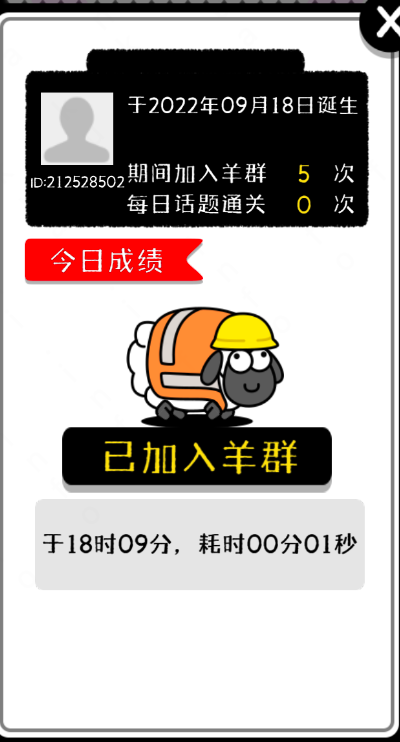 于2022年09月18日诞生
ID:212528502
期间加入羊群 5 次
每日话题通关 0 次
今日成绩
已加入羊群
于18时09分，耗时00分01秒